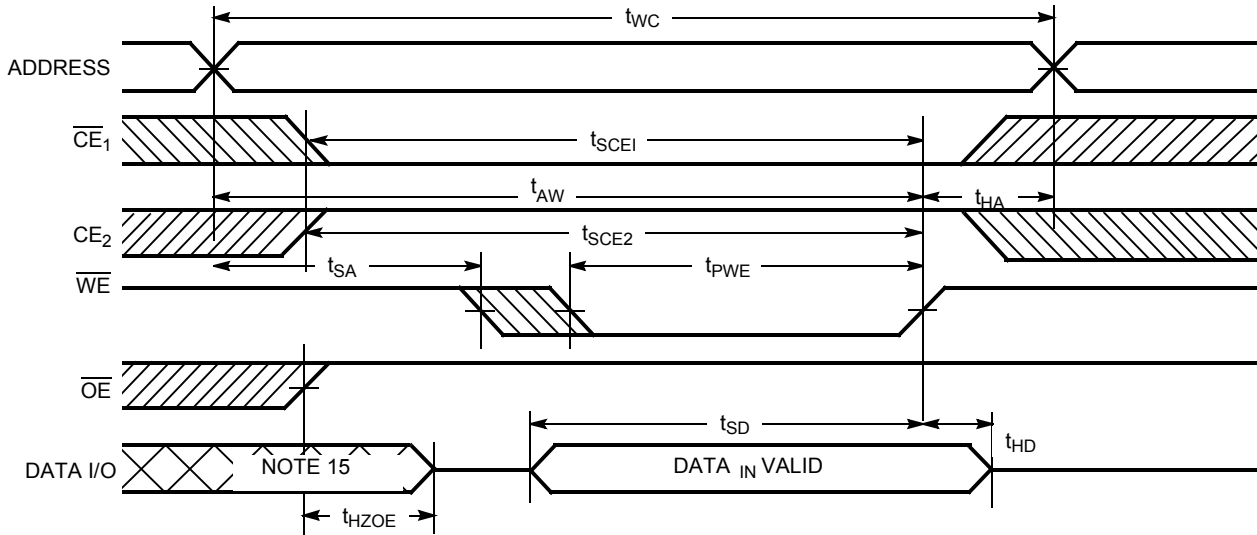 tWC
ADDRESS
CE1
tSCEI
tAW
tHA
CE2
tSCE2
tSA
tPWE
WE
OE
tSD
tHD
DATA I/O
NOTE 15
DATA IN VALID
tHZOE